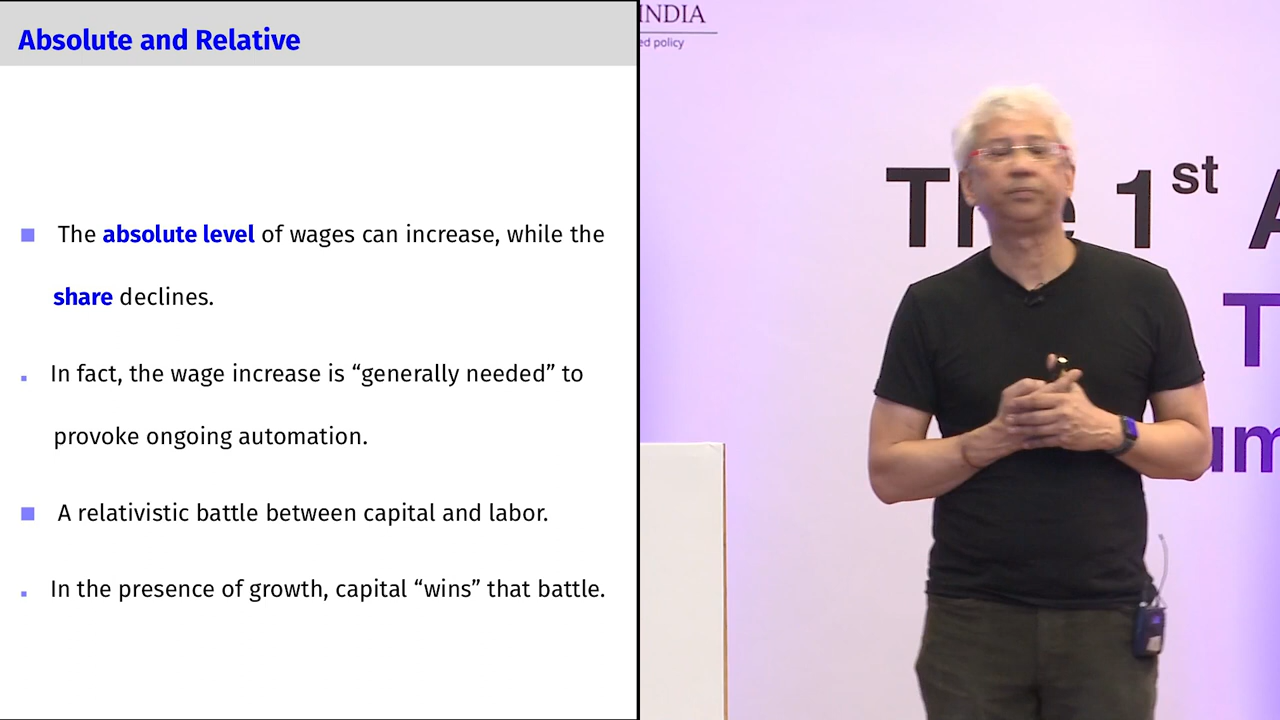 Absolute and Relative
The absolute level of wages can increase, while the
share declines.
In fact, the wage increase is “generally needed” to
provoke ongoing automation.
A relativistic battle between capital and labor.
In the presence of growth, capital “wins” that battle.
INDIA
ed policy
The 1st A
T
um